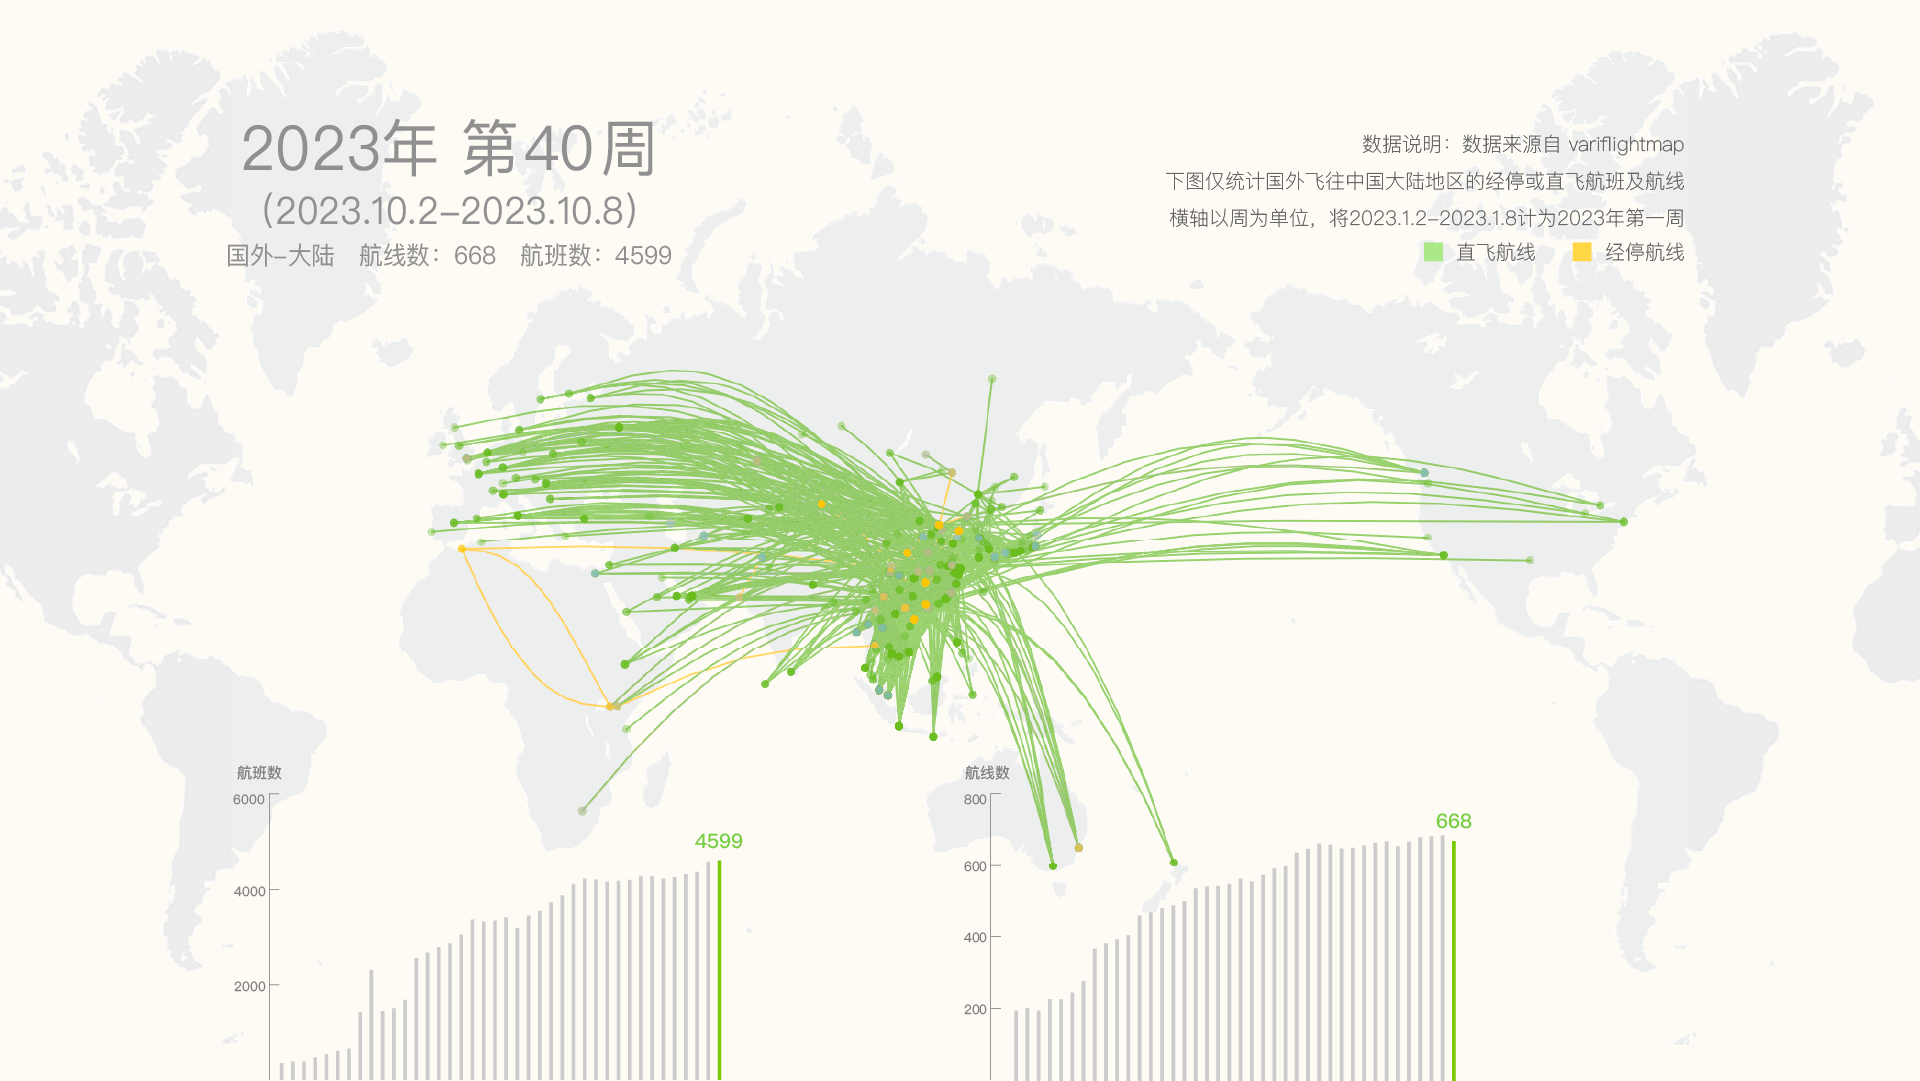 2023年 第40周
(2023.10.2-2023.10.8)
国外-大陆 航线数：668 航班数：4599
数据说明：数据来源自 variflightmap
下图仅统计国外飞往中国大陆地区的经停或直飞航班及航线
横轴以周为单位，将2023.1.2-2023.1.8计为2023年第一周
直飞航线 经停航线
航班数
6000
4599
4000
2000
航线数
800
668
600
400
200